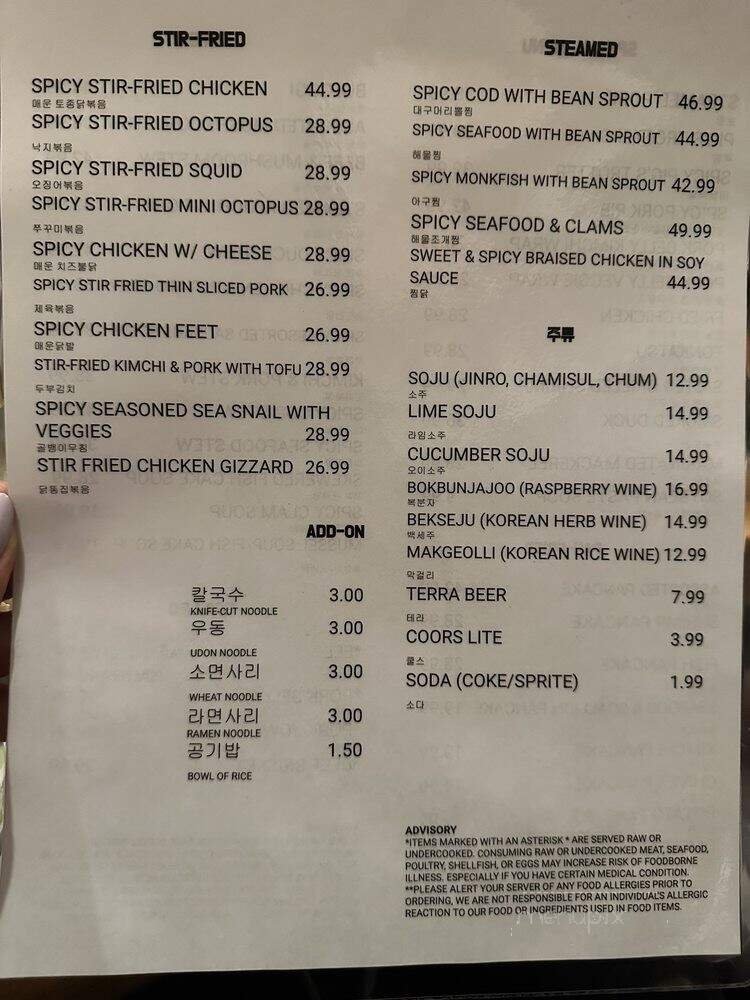 STIR-FRIED
SPICY STIR-FRIED CHICKEN 44.99
매운 토종닭볶음
SPICY STIR-FRIED OCTOPUS 28.99
낙지볶음
SPICY STIR-FRIED SQUID 28.99
오징어볶음
SPICY STIR-FRIED MINI OCTOPUS 28.99
쭈꾸미볶음
SPICY CHICKEN W/ CHEESE 28.99
매운 치즈불닭
SPICY STIR FRIED THIN SLICED PORK 26.99
제육볶음
SPICY CHICKEN FEET 26.99
매운닭발
STIR-FRIED KIMCHI & PORK WITH TOFU 28.99
두부김치
SPICY SEASONED SEA SNAIL WITH
VEGGIES 28.99
골뱅이무침
STIR FRIED CHICKEN GIZZARD 26.99
닭똥집볶음
ADD-ON
칼국수 3.00
KNIFE-CUT NOODLE
우동 3.00
UDON NOODLE
소면사리 3.00
WHEAT NOODLE
라면사리 3.00
RAMEN NOODLE
공기밥 1.50
BOWL OF RICE
STEAMED
SPICY COD WITH BEAN SPROUT 46.99
대구머리뽈찜
SPICY SEAFOOD WITH BEAN SPROUT 44.99
해물찜
SPICY MONKFISH WITH BEAN SPROUT 42.99
아구찜
SPICY SEAFOOD & CLAMS 49.99
해물조개찜
SWEET & SPICY BRAISED CHICKEN IN SOY
SAUCE 44.99
찜닭
주류
SOJU (JINRO, CHAMISUL, CHUM) 12.99
소주
LIME SOJU 14.99
라임소주
CUCUMBER SOJU 14.99
오이소주
BOKBUNJAJOO (RASPBERRY WINE) 16.99
복분자
BEKSEJU (KOREAN HERB WINE) 14.99
백세주
MAKGEOLLI (KOREAN RICE WINE) 12.99
막걸리
TERRA BEER 7.99
테라
COORS LITE 3.99
쿨스
SODA (COKE/SPRITE) 1.99
소다
ADVISORY
*ITEMS MARKED WITH AN ASTERISK * ARE SERVED RAW OR
UNDERCOOKED. CONSUMING RAW OR UNDERCOOKED MEAT, SEAFOOD,
POULTRY, SHELLFISH, OR EGGS MAY INCREASE RISK OF FOODBORNE
ILLNESS. ESPECIALLY IF YOU HAVE CERTAIN MEDICAL CONDITION.
**PLEASE ALERT YOUR SERVER OF ANY FOOD ALLERGIES PRIOR TO
ORDERING, WE ARE NOT RESPONSIBLE FOR AN INDIVIDUAL'S ALLERGIC
REACTION TO OUR FOOD OR INGREDIENTS USED IN FOOD ITEMS.
menupix